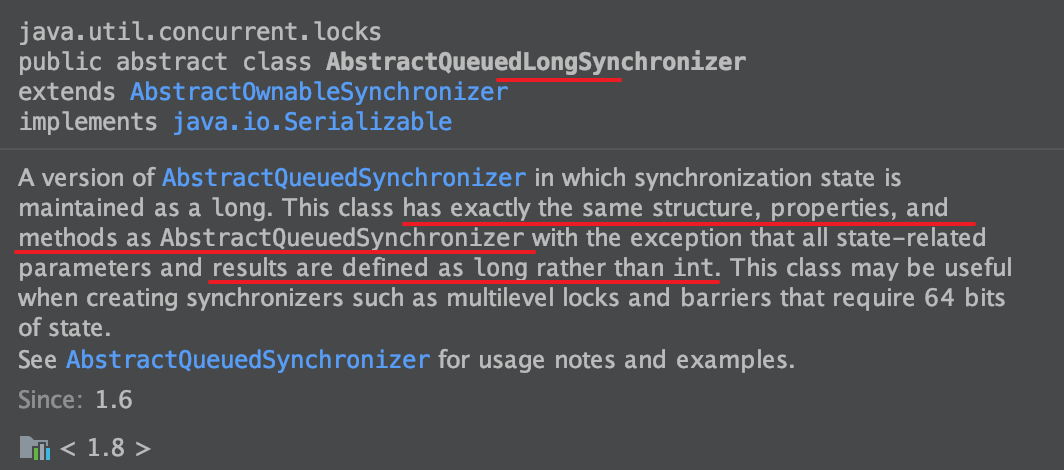 java.util.concurrent.locks
public abstract class AbstractQueuedLongSynchronizer
extends AbstractOwnableSynchronizer
implements java.io.Serializable
A version of AbstractQueuedSynchronizer in which synchronization state is
maintained as a long. This class has exactly the same structure, properties, and
methods as AbstractQueuedSynchronizer with the exception that all state-related
parameters and results are defined as long rather than int. This class may be useful
when creating synchronizers such as multilevel locks and barriers that require 64 bits
of state.
See AbstractQueuedSynchronizer for usage notes and examples.
Since: 1.6
< 1.8 >